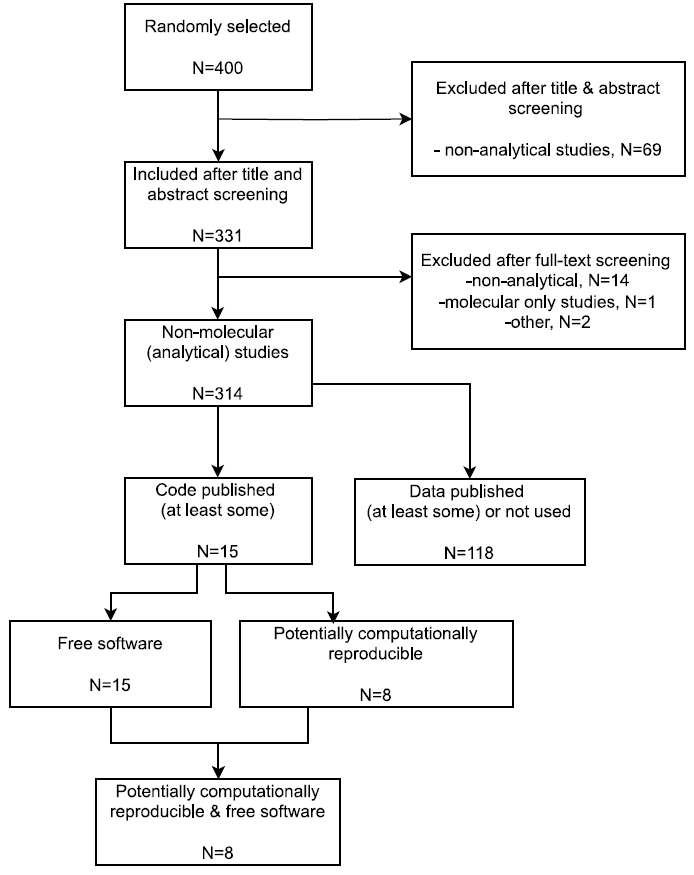 Randomly selected
N=400
Excluded after title & abstract
screening
- non-analytical studies, N=69
Included after title and
abstract screening
N=331
Excluded after full-text screening
-non-analytical, N=14
-molecular only studies, N=1
-other, N=2
Non-molecular
(analytical) studies
N=314
Code published
(at least some)
N=15
Data published
(at least some) or not used
N=118
Free software
N=15
Potentially computationally
reproducible
N=8
Potentially computationally
reproducible & free software
N=8